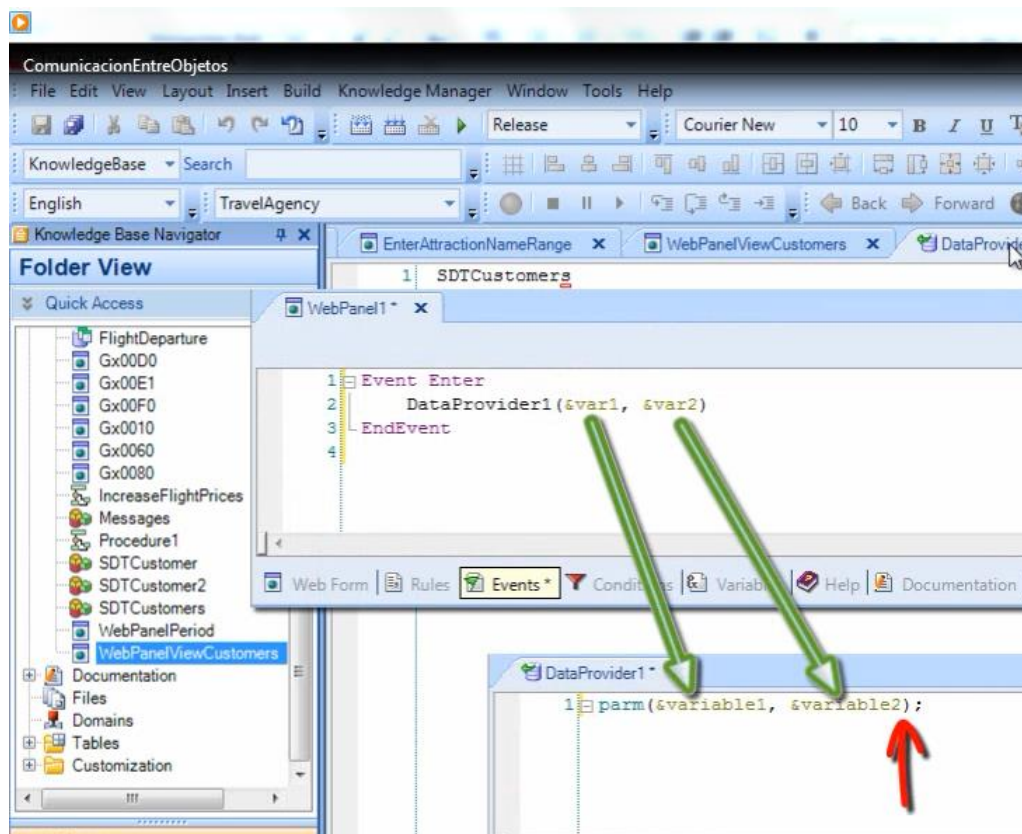 ComunicacionEntreObjetos
File Edit View Layout Insert Build Knowledge Manager Window Tools Help
Release Courier New 10 B I U
KnowledgeBase Search
English TravelAgency Back Forward
Knowledge Base Navigator
EnterAttractionNameRange WebPanelViewCustomers
Folder View
1 SDTCustomers
Quick Access
WebPanel1*
FlightDeparture
Gx00D0
Gx00E1
Gx00F0
Gx0010
Gx0060
Gx0080
IncreaseFlightPrices
Messages
Procedure1
SDTCustomer
SDTCustomer2
SDTCustomers
WebPanelPeriod
WebPanelViewCustomers
Documentation
Files
Domains
Tables
Customization
1 Event Enter
2 DataProvider1(&var1, &var2)
3 EndEvent
4
Web Form Rules Events * Help Documentation
DataProvider1 *
1 parm(&variable1, &variable2);